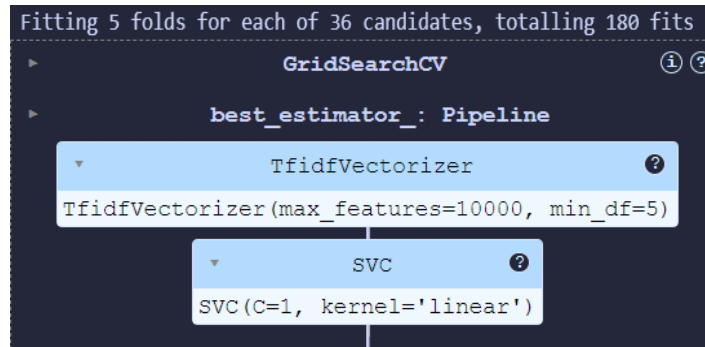 Fitting 5 folds for each of 36 candidates, totalling 180 fits
GridSearchCV
best_estimator_: Pipeline
TfidfVectorizer
TfidfVectorizer(max_features=10000, min_df=5)
SVC
SVC(C=1, kernel='linear')